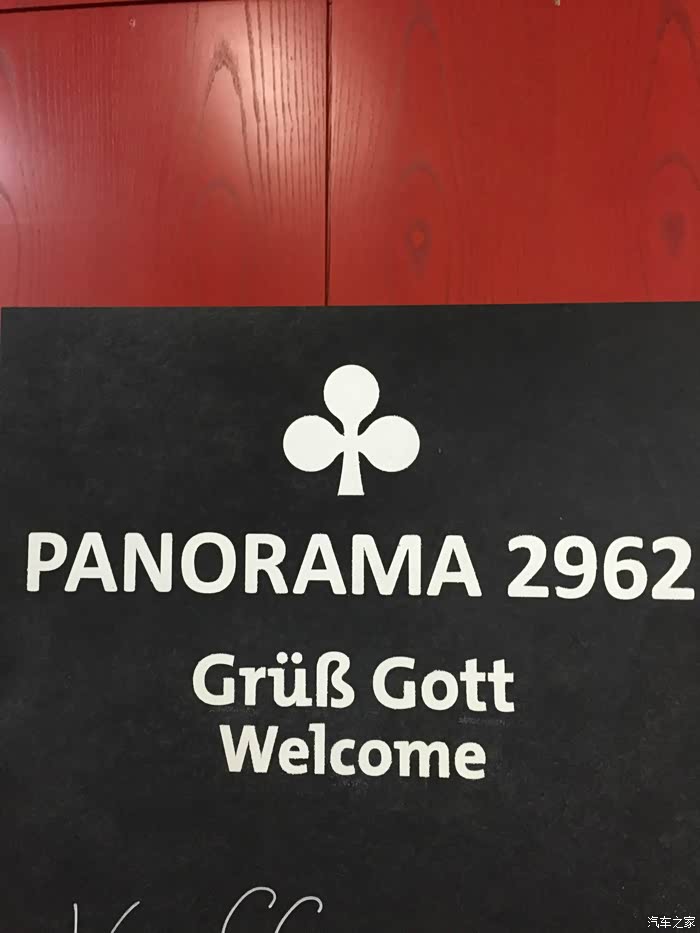 PANORAMA 2962
Grüß Gott
Welcome
汽车之家